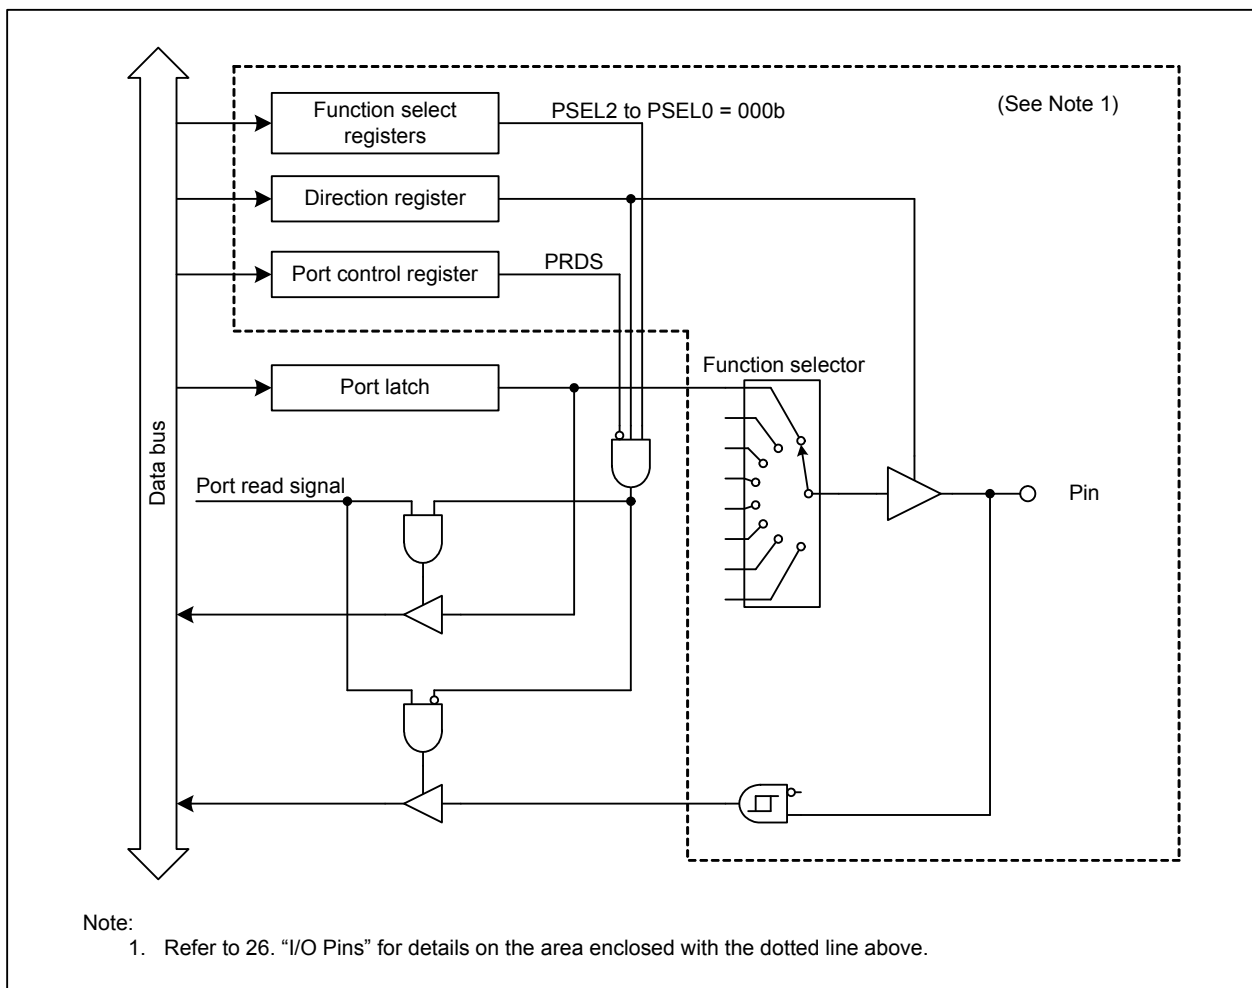 Function select
registers
PSEL2 to PSEL0 = 000b
(See Note 1)
Direction register
Port control register
PRDS
Port latch
Function selector
Data bus
Port read signal
Pin
Note:
1. Refer to 26. “I/O Pins” for details on the area enclosed with the dotted line above.